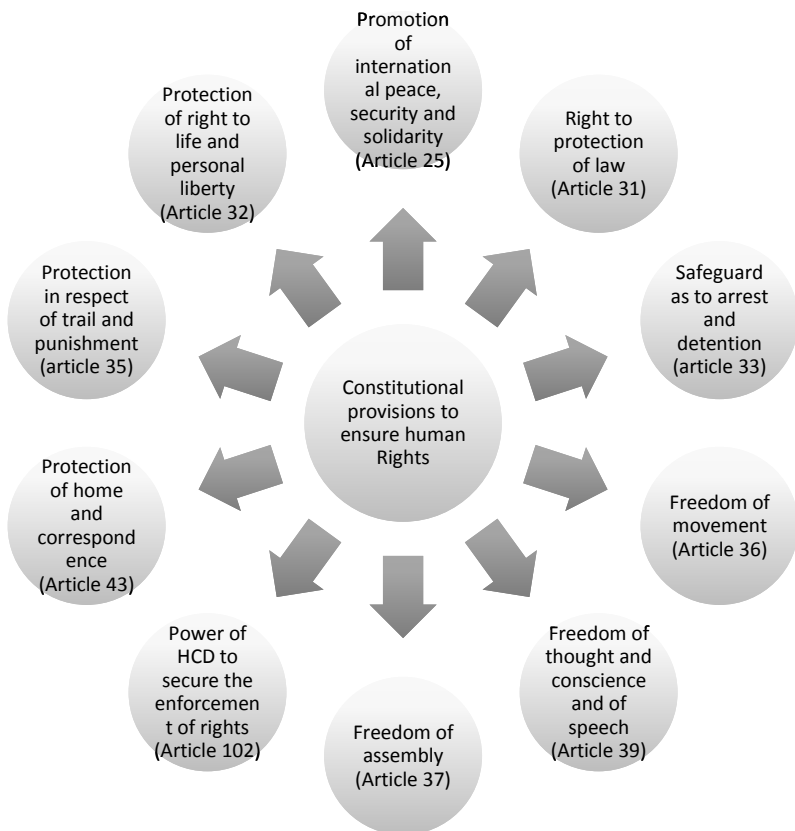 Promotion
of
internation
al peace,
security and
solidarity
(Article 25)
Right to
protection
of law
(Article 31)
Safeguard
as to arrest
and
detention
(article 33)
Freedom of
movement
(Article 36)
Freedom of
thought and
conscience
and of
speech
(Article 39)
Freedom of
assembly
(Article 37)
Power of
HCD to
secure the
enforcemen
t of rights
(Article 102)
Protection
of home
and
correspond
ence
(Article 43)
Protection
in respect
of trail and
punishment
(article 35)
Protection
of right to
life and
personal
liberty
(Article 32)
Constitutional
provisions to
ensure human
Rights